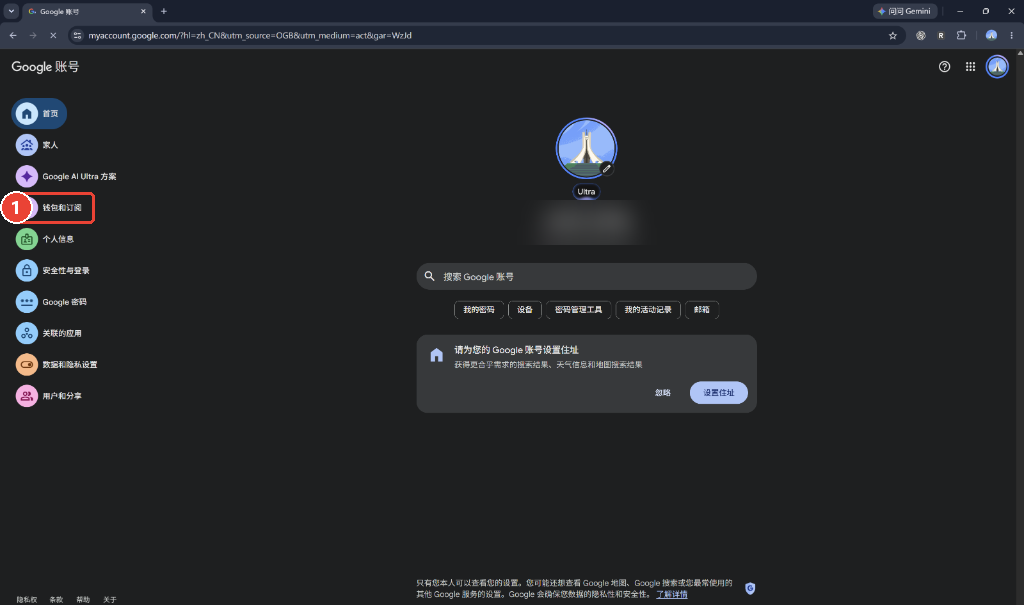 Google 账号
问问 Gemini
myaccount.google.com/?hl=zh_CN&utm_source=OGB&utm_medium=act&gar=WzJd
R
Google 账号
首页
家人
Google AI Ultra 方案
1
钱包和订阅
个人信息
安全性与登录
Google 密码
关联的应用
数据和隐私设置
用户和分享
Ultra
搜索 Google 账号
我的密码
设备
密码管理工具
我的活动记录
邮箱
请为您的 Google 账号设置住址
获得更合乎需求的搜索结果、天气信息和地图搜索结果
忽略
设置住址
只有您本人可以查看您的设置。您可能还想查看 Google 地图、Google 搜索或您最常使用的
其他 Google 服务的设置。Google 会确保您数据的隐私性和安全性。 了解详情
隐私权 条款 帮助 关于